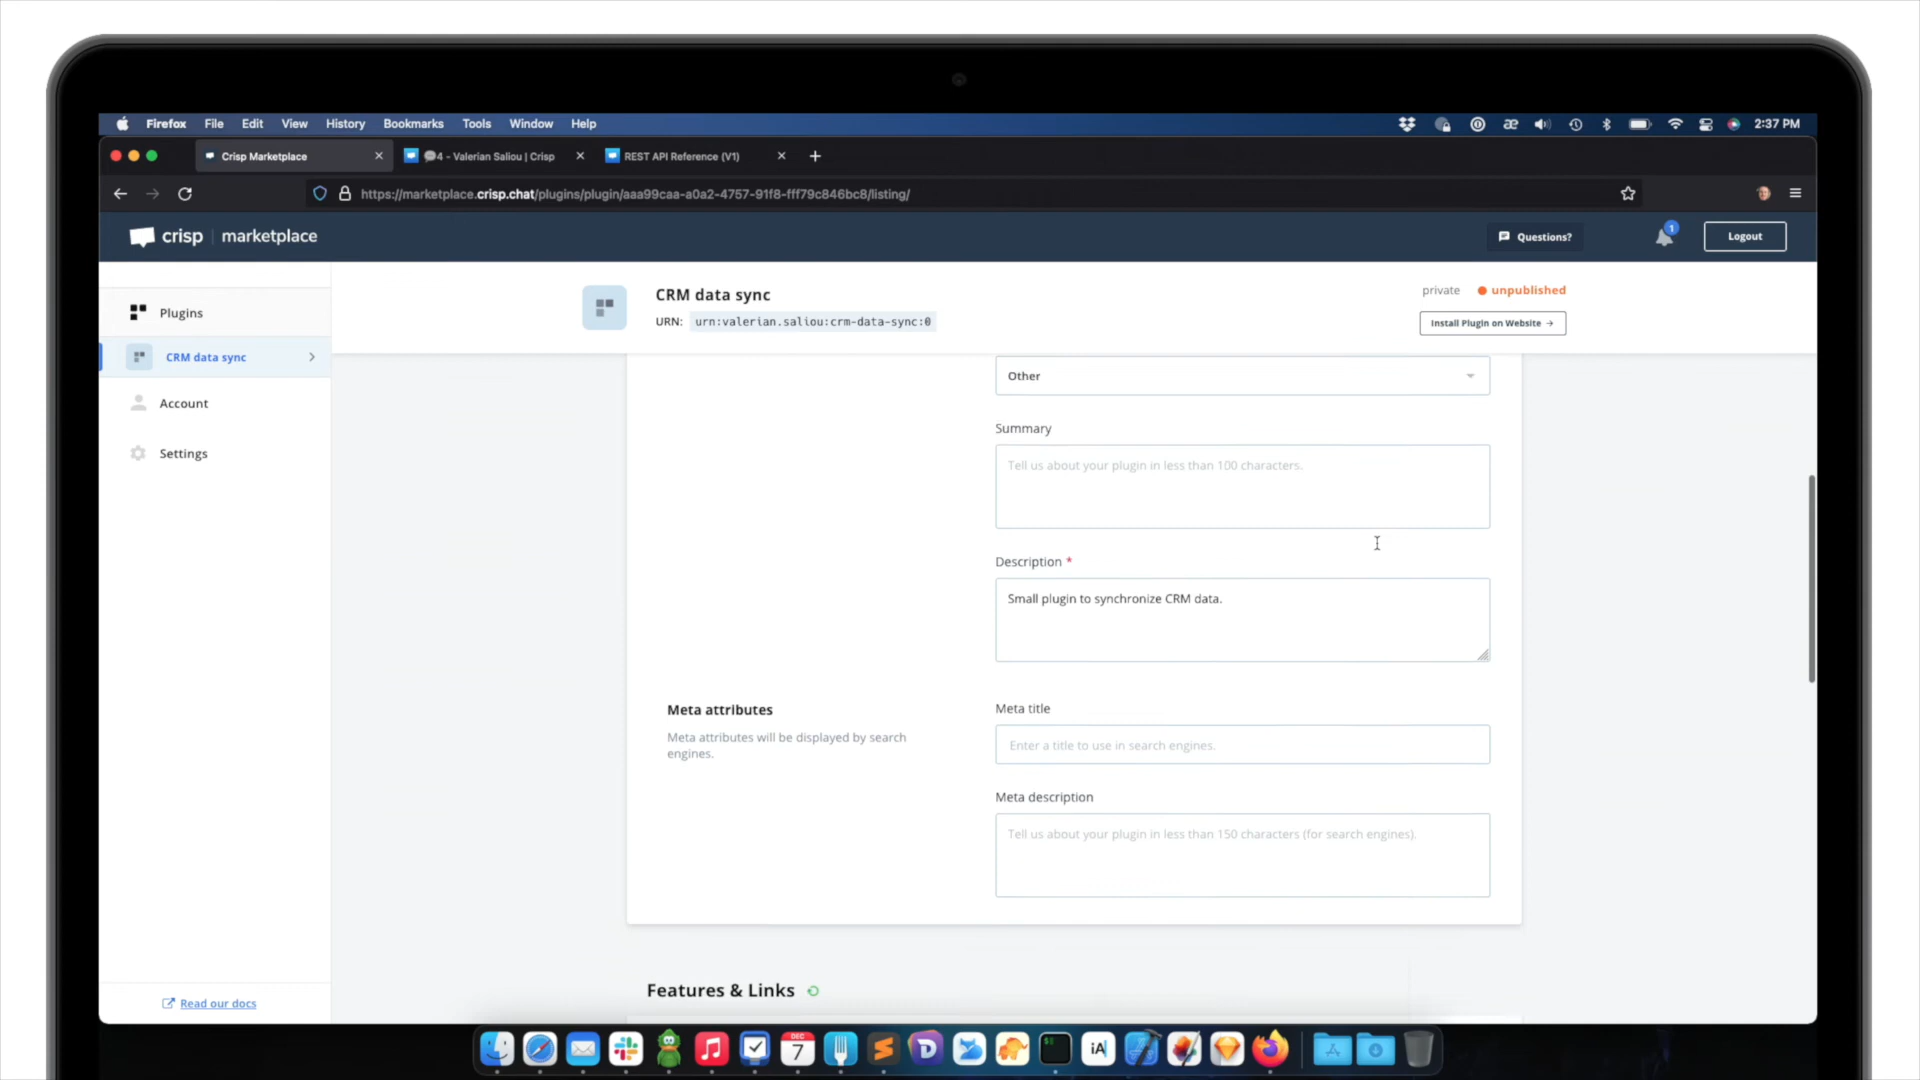 Firefox File Edit View History Bookmarks Tools Window Help
2:37 PM
Crisp Marketplace
4 - Valerian Saliou | Crisp
REST API Reference (V1)
https://marketplace.crisp.chat/plugins/plugin/aaa99caa-a0a2-4757-91f8-fff79c846bc8/listing/
crisp | marketplace
Questions?
1
Logout
Plugins
CRM data sync
Account
Settings
Read our docs
CRM data sync
URN: urn:valerian.saliou:crm-data-sync:0
private
unpublished
Install Plugin on Website →
Other
Summary
Tell us about your plugin in less than 100 characters.
Description *
Small plugin to synchronize CRM data.
Meta attributes
Meta attributes will be displayed by search
engines.
Meta title
Enter a title to use in search engines.
Meta description
Tell us about your plugin in less than 150 characters (for search engines).
Features & Links
DEC
7
iA